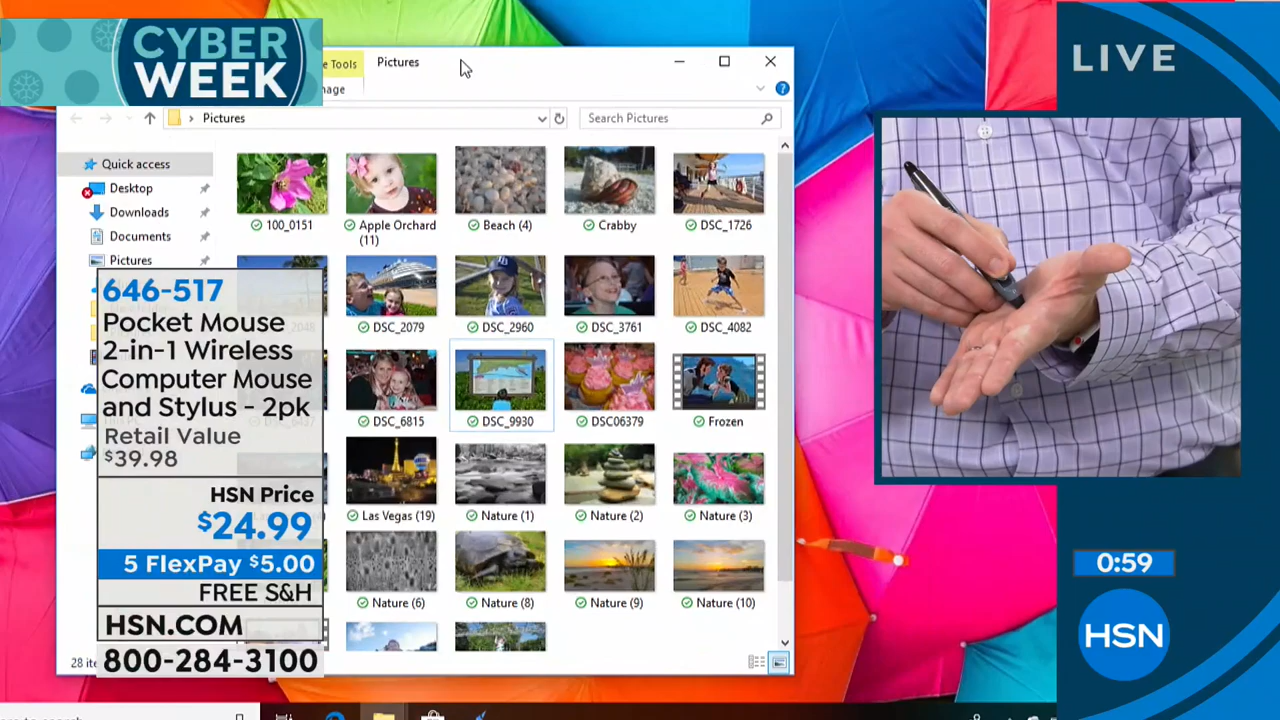 CYBER
WEEK
e Tools
Pictures
mage
LIVE
Pictures
Search Pictures
Quick access
Desktop
Downloads
Documents
Pictures
100_0151
Apple Orchard
(11)
Beach (4)
Crabby
DSC_1726
DSC_2079
DSC_2960
DSC_3761
DSC_4082
DSC_6815
DSC_9930
DSC06379
Frozen
Las Vegas (19)
Nature (1)
Nature (2)
Nature (3)
Nature (6)
Nature (8)
Nature (9)
Nature (10)
28 ite
646-517
Pocket Mouse
2-in-1 Wireless
Computer Mouse
and Stylus - 2pk
Retail Value
$39.98
HSN Price
$24.99
5 FlexPay $5.00
FREE S&H
HSN.COM
800-284-3100
0:59
HSN